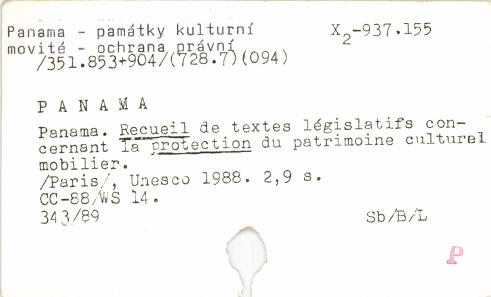 Panama - památky kulturní X2-937.155
movité - ochrana právní
/351.853+904/(728.7)(094)
PANAMA
Panama. Recueil de textes législatifs con-
cernant la protection du patrimoine culturel
mobilier.
/Paris/, Unesco 1988. 2,9 s.
CC-88/WS 14.
343/89 Sb/B/L
P